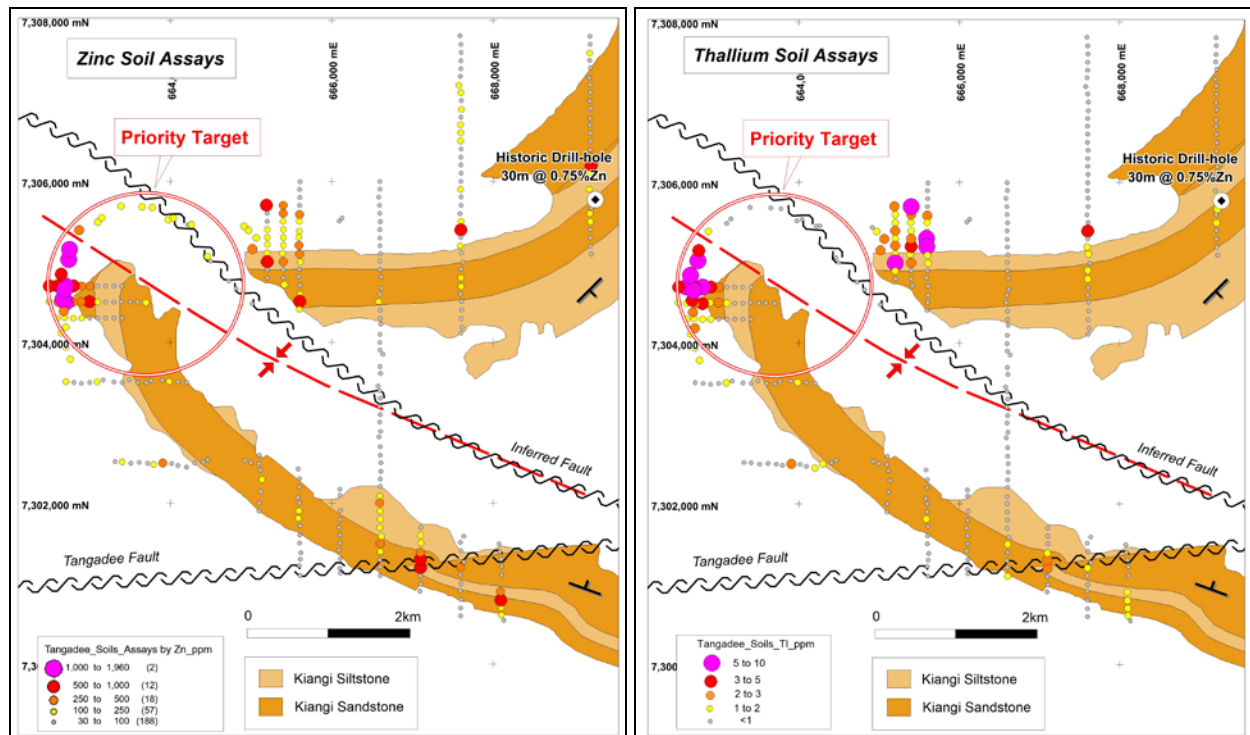 7,308,000 mN
Zinc Soil Assays
664,
666,000 mE
668,000 mE
Priority Target
Historic Drill-hole
30m @ 0.75%Zn
7,306,000 mN
7,304,000 mN
Inferred Fault
7,302,000 mN
Tangadee Fault
0
2km
7,30
Tangadee_Soils_Assays by Zn_ppm
1,000 to 1,960 (2)
500 to 1,000 (12)
250 to 500 (18)
100 to 250 (57)
30 to 100 (188)
Kiangi Siltstone
Kiangi Sandstone
7,308,000 mN
Thallium Soil Assays
664,0
666,000 mE
668,000 mE
Priority Target
Historic Drill-hole
30m @ 0.75%Zn
7,306,000 mN
7,304,000 mN
Inferred Fault
7,302,000 mN
Tangadee Fault
0
2km
7,300
Tangadee_Soils_Tl_ppm
5 to 10
3 to 5
2 to 3
1 to 2
<1
Kiangi Siltstone
Kiangi Sandstone